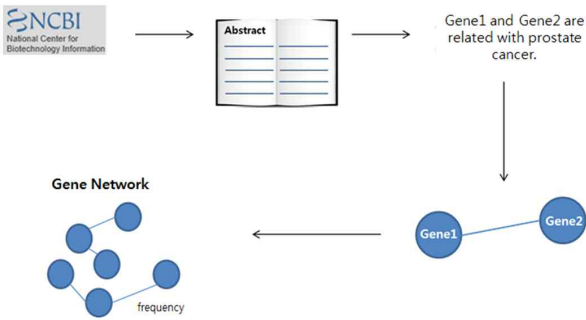 NCBI
National Center for
Biotechnology Information
Abstract
Gene1 and Gene2 are
related with prostate
cancer.
Gene Network
Gene1
Gene2
frequency